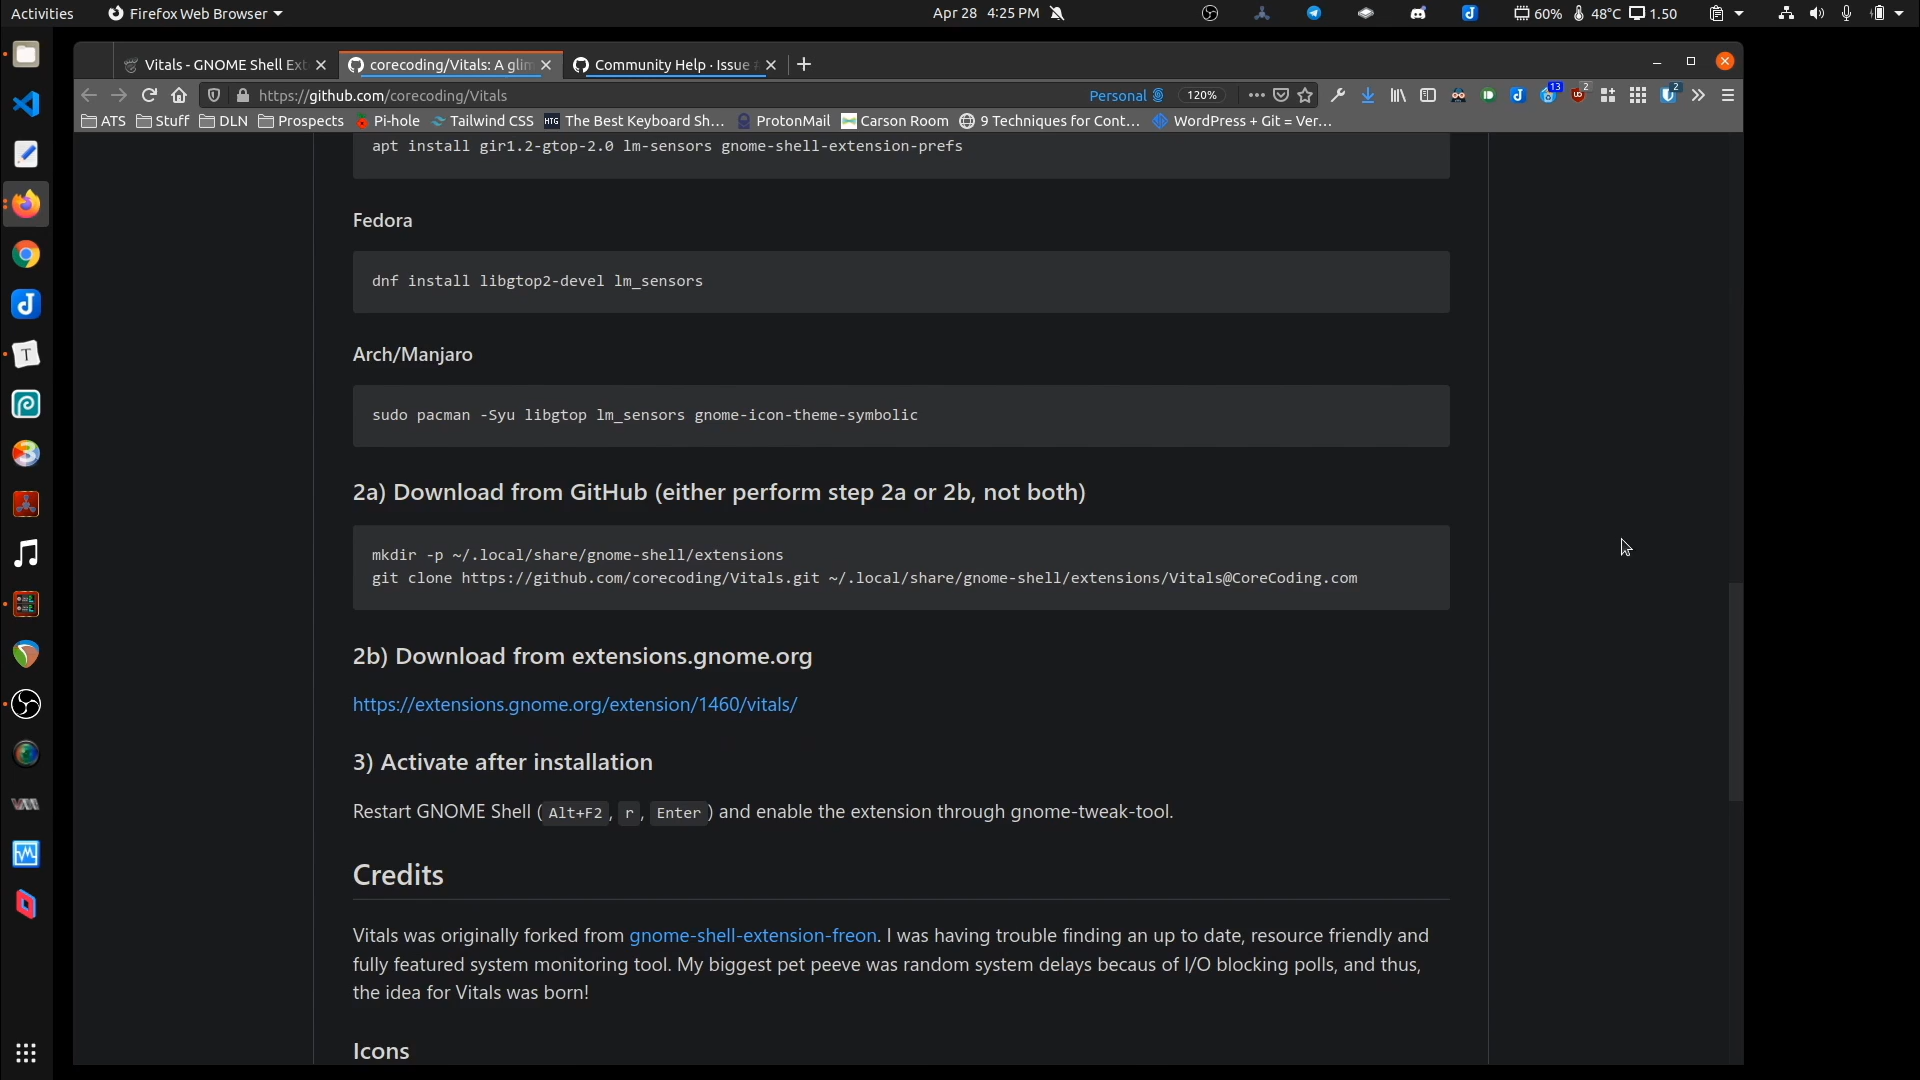 Activities Firefox Web Browser Apr 28 4:25 PM 60% 48°C 1.50
Vitals - GNOME Shell Ext corecoding/Vitals: A glim Community Help · Issue
https://github.com/corecoding/Vitals Personal 120% 13 2 2
ATS Stuff DLN Prospects Pi-hole Tailwind CSS HTG The Best Keyboard Sh... ProtonMail Carson Room 9 Techniques for Cont... WordPress + Git = Ver...
apt install gir1.2-gtop-2.0 lm-sensors gnome-shell-extension-prefs
Fedora
dnf install libgtop2-devel lm_sensors
Arch/Manjaro
sudo pacman -Syu libgtop lm_sensors gnome-icon-theme-symbolic
2a) Download from GitHub (either perform step 2a or 2b, not both)
mkdir -p ~/.local/share/gnome-shell/extensions
git clone https://github.com/corecoding/Vitals.git ~/.local/share/gnome-shell/extensions/Vitals@CoreCoding.com
2b) Download from extensions.gnome.org
https://extensions.gnome.org/extension/1460/vitals/
3) Activate after installation
Restart GNOME Shell ( Alt+F2 , r , Enter ) and enable the extension through gnome-tweak-tool.
Credits
Vitals was originally forked from gnome-shell-extension-freon. I was having trouble finding an up to date, resource friendly and
fully featured system monitoring tool. My biggest pet peeve was random system delays becaus of I/O blocking polls, and thus,
the idea for Vitals was born!
Icons